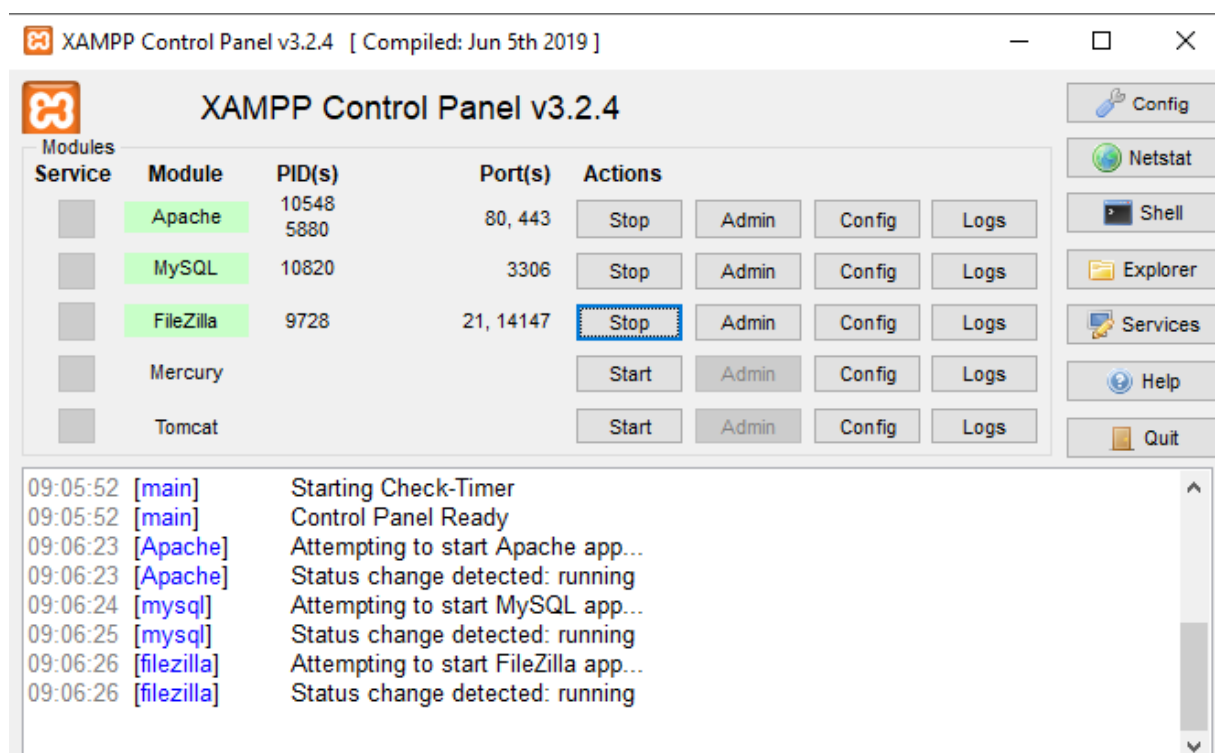 XAMPP Control Panel v3.2.4 [ Compiled: Jun 5th 2019 ]
XAMPP Control Panel v3.2.4
Config
Modules
Netstat
Service Module PID(s) Port(s) Actions
Apache 10548 5880 80, 443 Stop Admin Config Logs
Shell
MySQL 10820 3306 Stop Admin Config Logs
Explorer
FileZilla 9728 21, 14147 Stop Admin Config Logs
Services
Mercury Start Admin Config Logs
Help
Tomcat Start Admin Config Logs
Quit
09:05:52 [main] Starting Check-Timer
09:05:52 [main] Control Panel Ready
09:06:23 [Apache] Attempting to start Apache app...
09:06:23 [Apache] Status change detected: running
09:06:24 [mysql] Attempting to start MySQL app...
09:06:25 [mysql] Status change detected: running
09:06:26 [filezilla] Attempting to start FileZilla app...
09:06:26 [filezilla] Status change detected: running